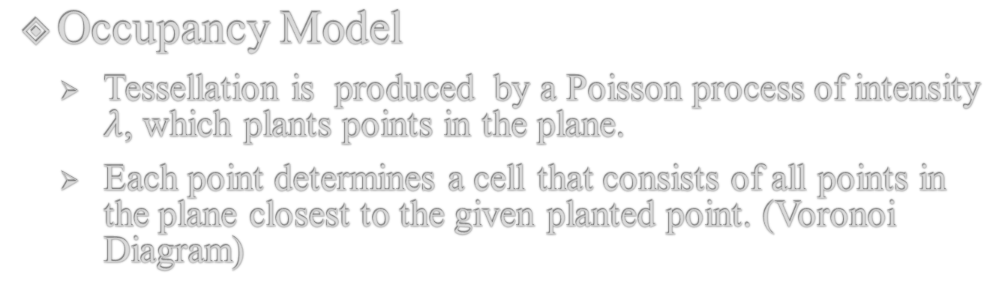 Occupancy Model
Tessellation is produced by a Poisson process of intensity
λ, which plants points in the plane.
Each point determines a cell that consists of all points in
the plane closest to the given planted point. (Voronoi
Diagram)